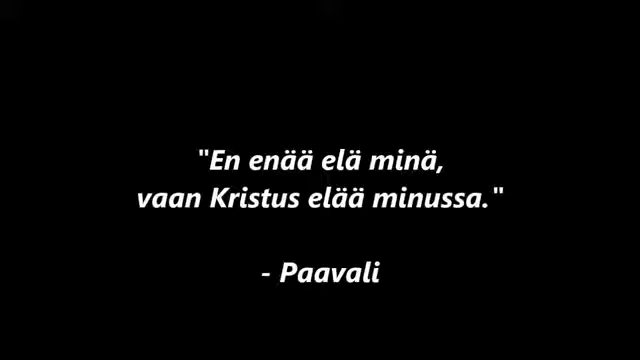 "En enää elä minä,
vaan Kristus elää minussa."
- Paavali